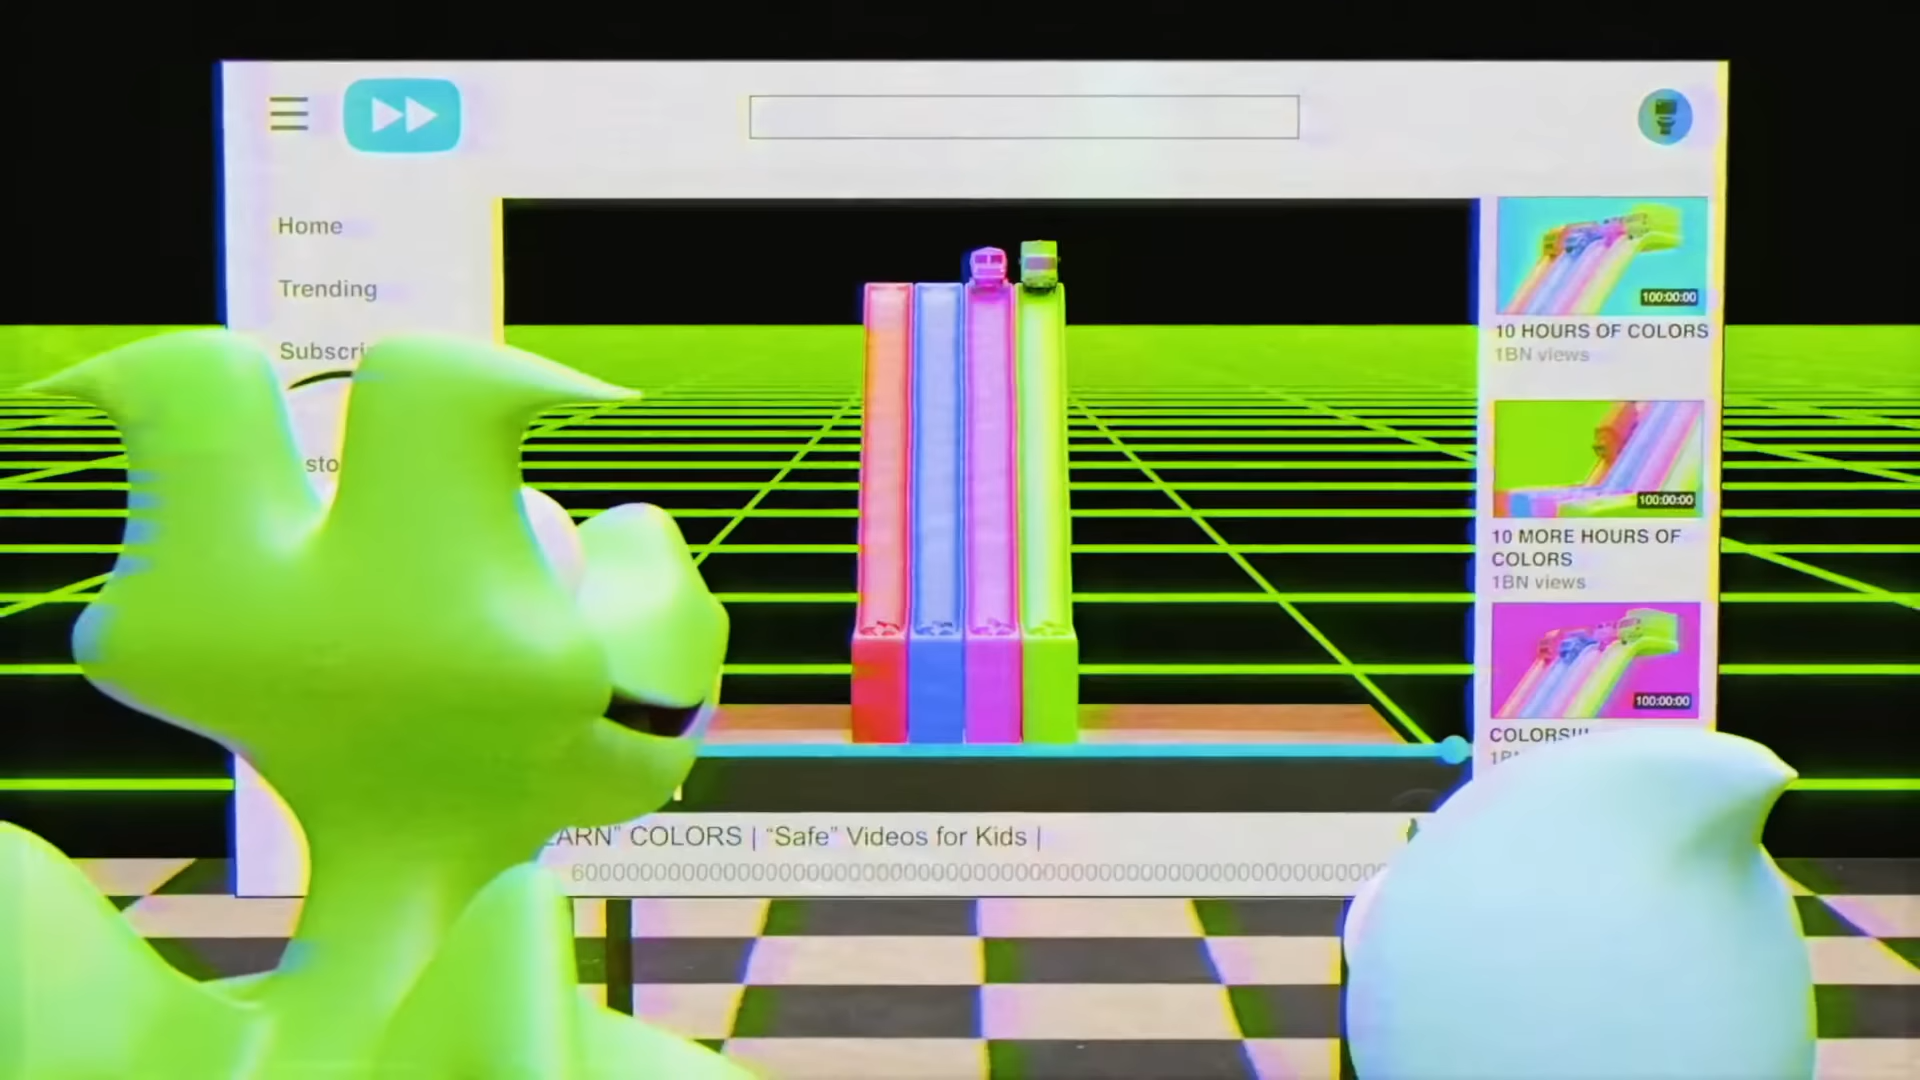 Home
Trending
Subscri
sto
100:00:00
10 HOURS OF COLORS
1BN views
100:00:00
10 MORE HOURS OF
COLORS
1BN views
100:00:00
COLORS!!!
ARN" COLORS | “Safe” Videos for Kids |